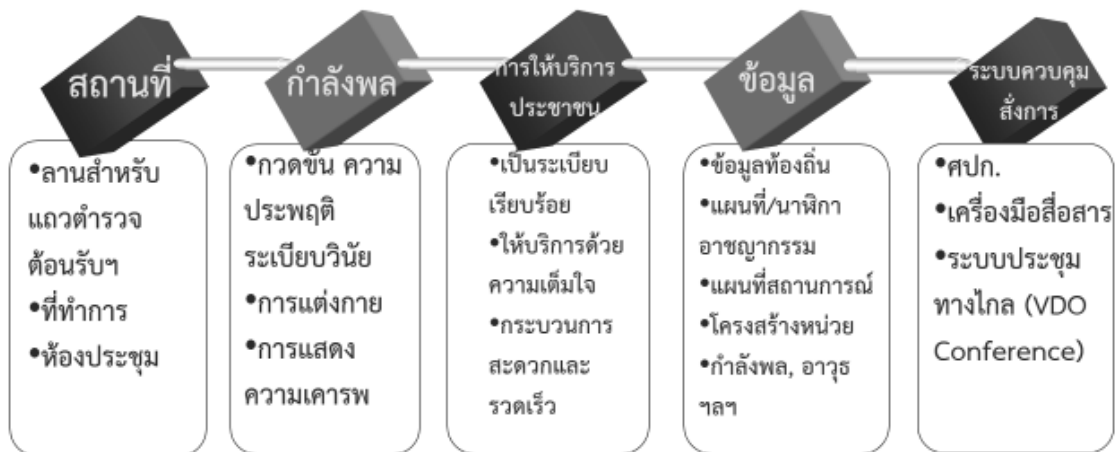 สถานที่
กำลังพล
การให้บริการ
ประชาชน
ข้อมูล
ระบบควบคุม
สั่งการ
•ลานสำหรับ
แถวตำรวจ
ต้อนรับฯ
•ที่ทำการ
•ห้องประชุม
•กวดขัน ความ
ประพฤติ
ระเบียบวินัย
•การแต่งกาย
•การแสดง
ความเคารพ
•เป็นระเบียบ
เรียบร้อย
•ให้บริการด้วย
ความเต็มใจ
•กระบวนการ
สะดวกและ
รวดเร็ว
•ข้อมูลท้องถิ่น
•แผนที่/นาฬิกา
อาชญากรรม
•แผนที่สถานการณ์
•โครงสร้างหน่วย
•กำลังพล, อาวุธ
ฯลฯ
•ศปก.
•เครื่องมือสื่อสาร
•ระบบประชุม
ทางไกล (VDO
Conference)